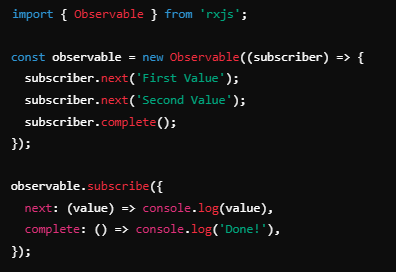 import { Observable } from 'rxjs';
const observable = new Observable((subscriber) => {
  subscriber.next('First Value');
  subscriber.next('Second Value');
  subscriber.complete();
});
observable.subscribe({
  next: (value) => console.log(value),
  complete: () => console.log('Done!'),
});